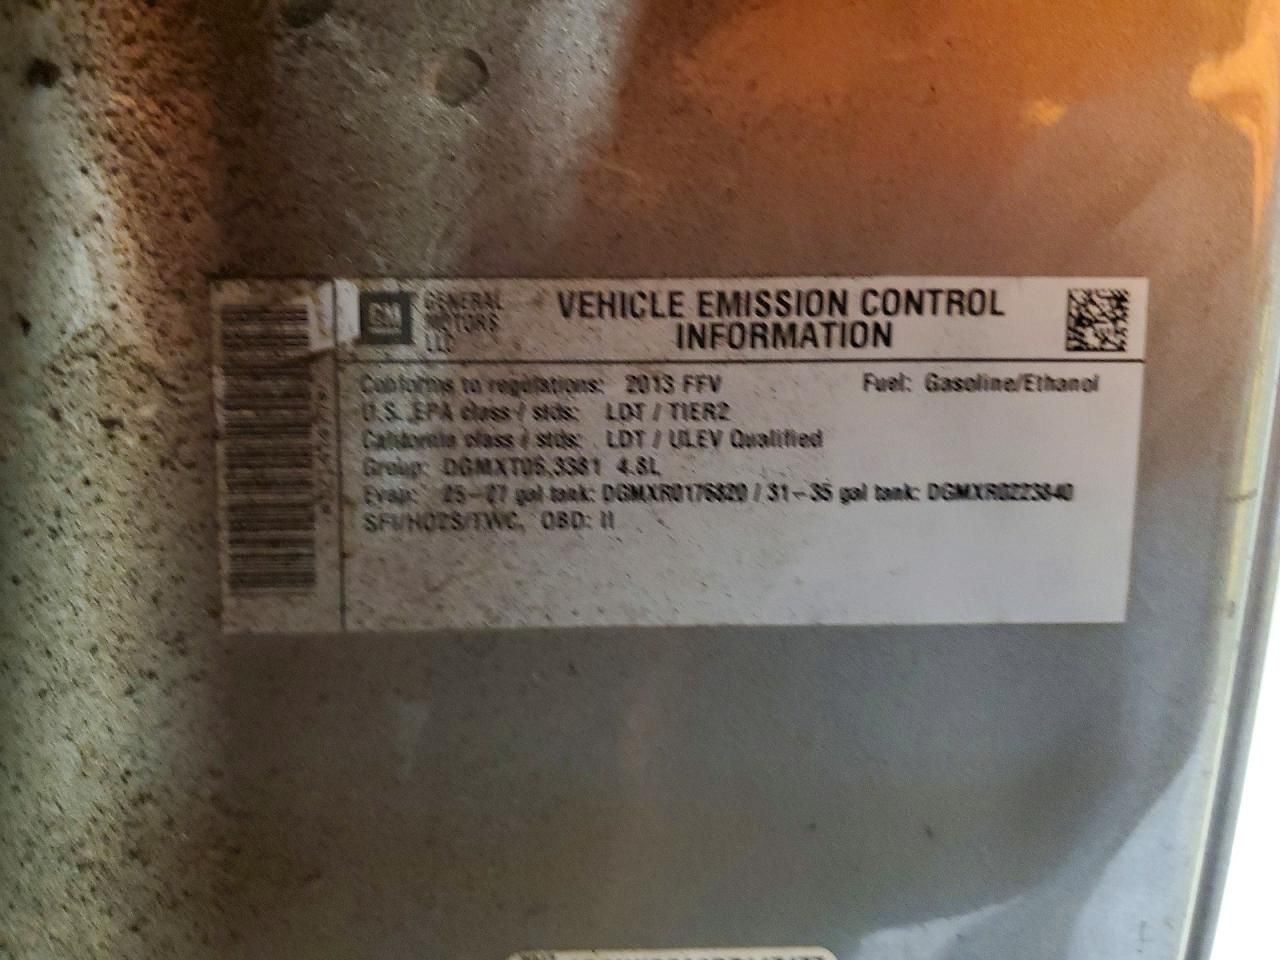 GM GENERAL MOTORS LLC
VEHICLE EMISSION CONTROL
INFORMATION
Conforms to regulations: 2013 FFV Fuel: Gasoline/Ethanol
U.S. EPA class / stds: LDT / TIER2
California class / stds: LDT / ULEV Qualified
Group: DGMXT05.3381 4.8L
Evap: 25-27 gal tank: DGMXR0176820 / 31-35 gal tank: DGMXR0223840
SFI/HO2S/TWC, OBD: II